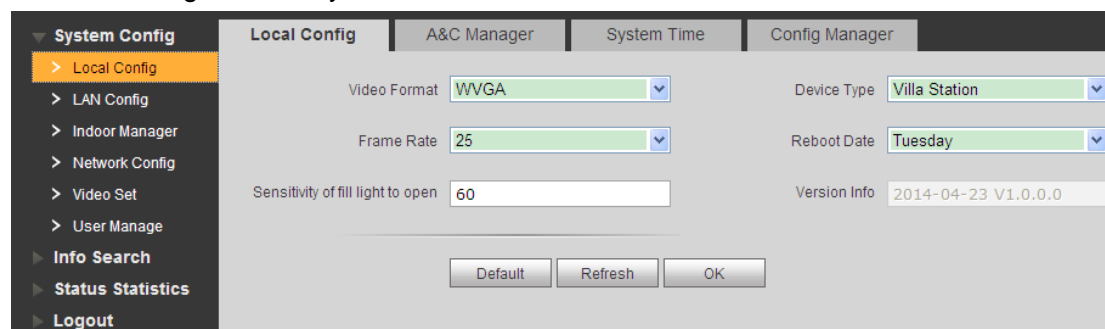 System Config
Local Config
LAN Config
Indoor Manager
Network Config
Video Set
User Manage
Info Search
Status Statistics
Logout
Local Config A&C Manager System Time Config Manager
Video Format WVGA Device Type Villa Station
Frame Rate 25 Reboot Date Tuesday
Sensitivity of fill light to open 60 Version Info 2014-04-23 V1.0.0.0
Default Refresh OK